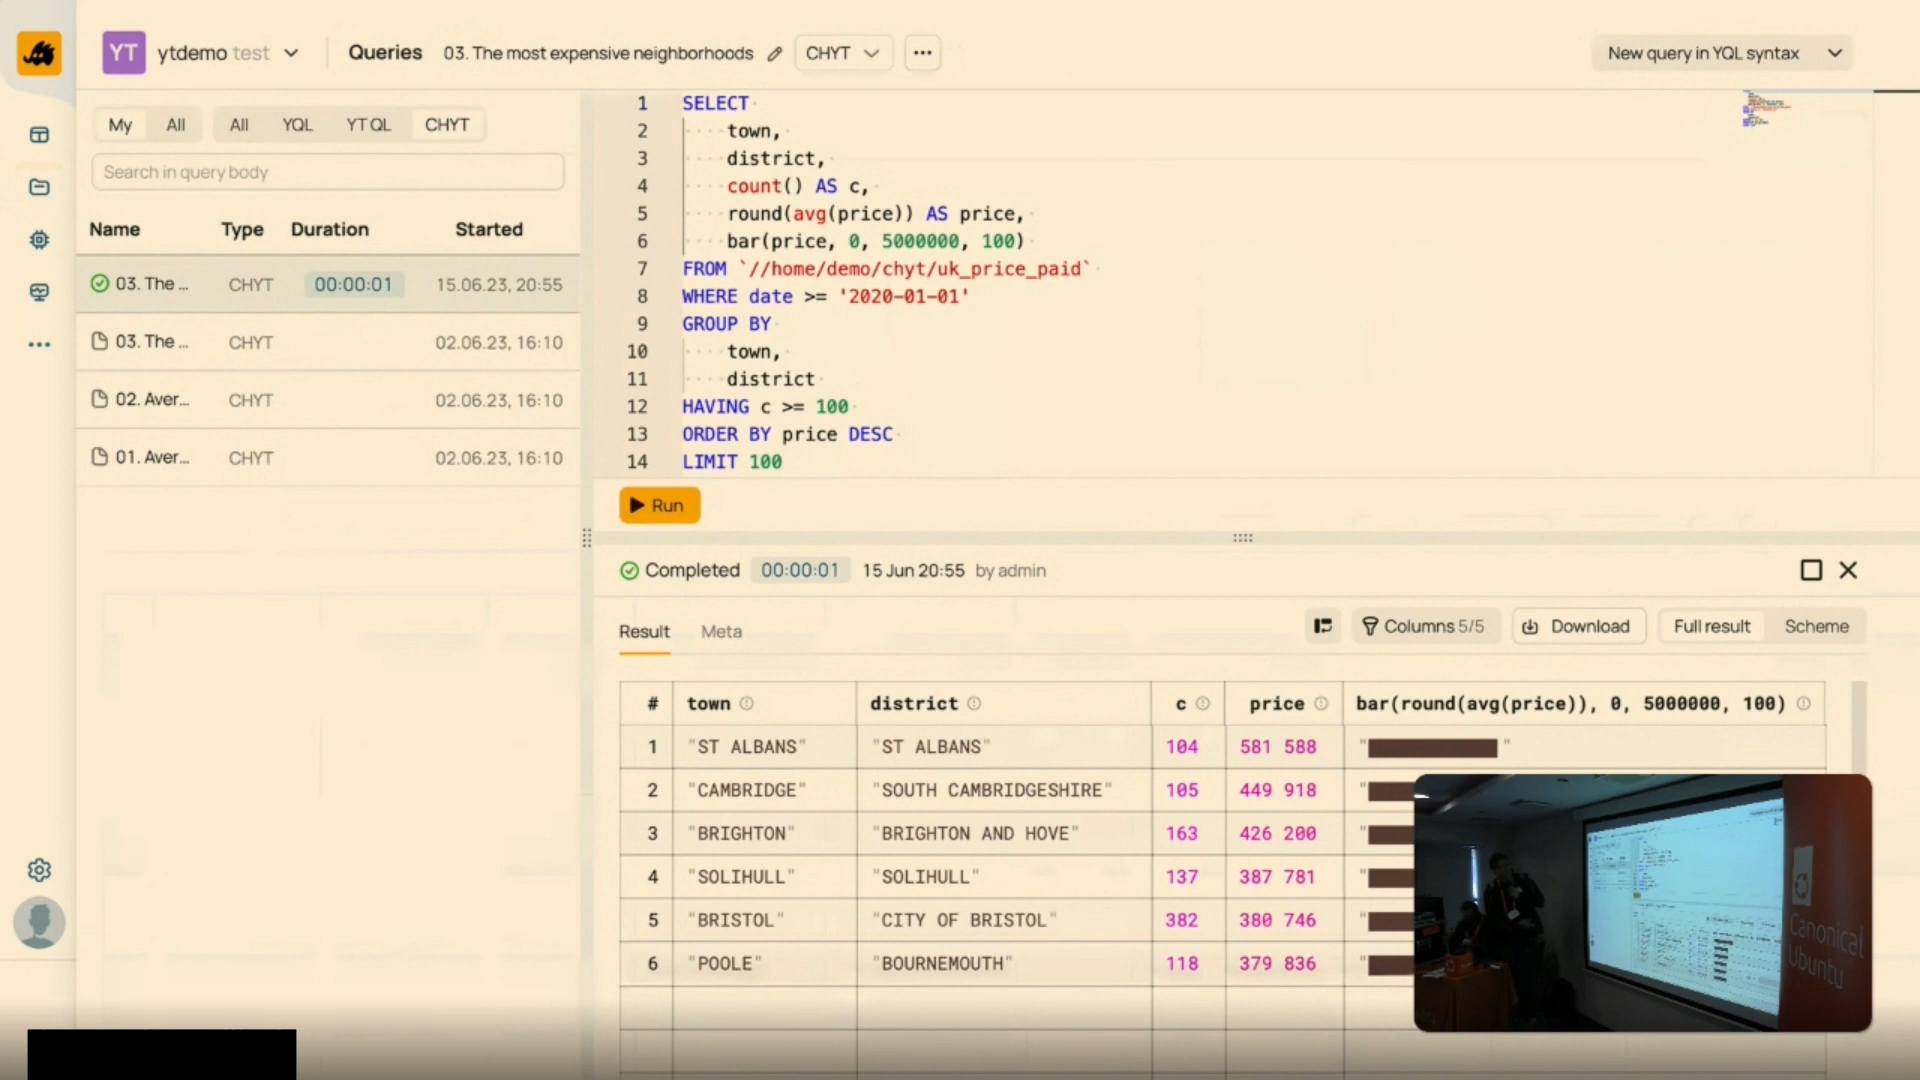 YT ytdemo test Queries 03. The most expensive neighborhoods CHYT ... New query in YQL syntax
My All All YQL YT QL CHYT
Search in query body
Name Type Duration Started
03. The ... CHYT 00:00:01 15.06.23, 20:55
03. The ... CHYT 02.06.23, 16:10
02. Aver... CHYT 02.06.23, 16:10
01. Aver... CHYT 02.06.23, 16:10
1 SELECT
2 town,
3 district,
4 count() AS c,
5 round(avg(price)) AS price,
6 bar(price, 0, 5000000, 100)
7 FROM `//home/demo/chyt/uk_price_paid`
8 WHERE date >= '2020-01-01'
9 GROUP BY
10 town,
11 district
12 HAVING c >= 100
13 ORDER BY price DESC
14 LIMIT 100
Run
Completed 00:00:01 15 Jun 20:55 by admin
Result Meta Columns 5/5 Download Full result Scheme
# town district c price bar(round(avg(price)), 0, 5000000, 100)
1 "ST ALBANS" "ST ALBANS" 104 581 588 " "
2 "CAMBRIDGE" "SOUTH CAMBRIDGESHIRE" 105 449 918 "
3 "BRIGHTON" "BRIGHTON AND HOVE" 163 426 200 "
4 "SOLIHULL" "SOLIHULL" 137 387 781 "
5 "BRISTOL" "CITY OF BRISTOL" 382 380 746 "
6 "POOLE" "BOURNEMOUTH" 118 379 836 "
Canonical
Ubuntu